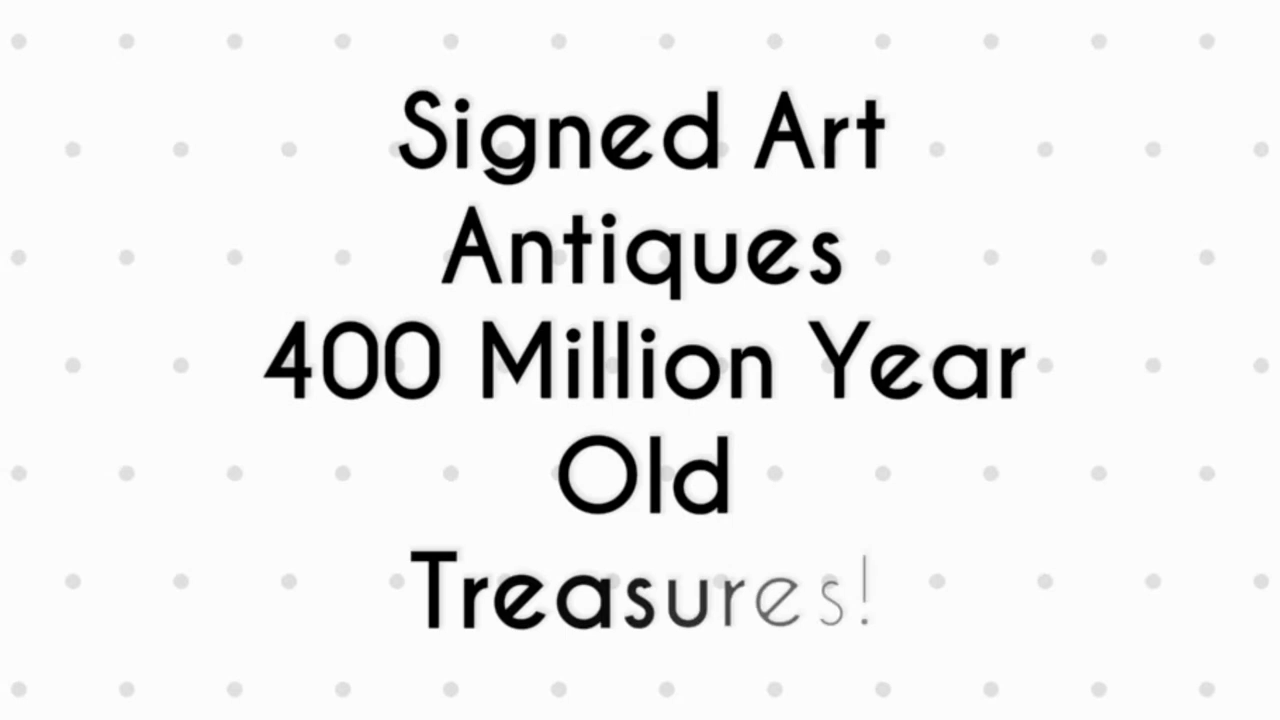 Signed Art
Antiques
400 Million Year
Old
Treasures!